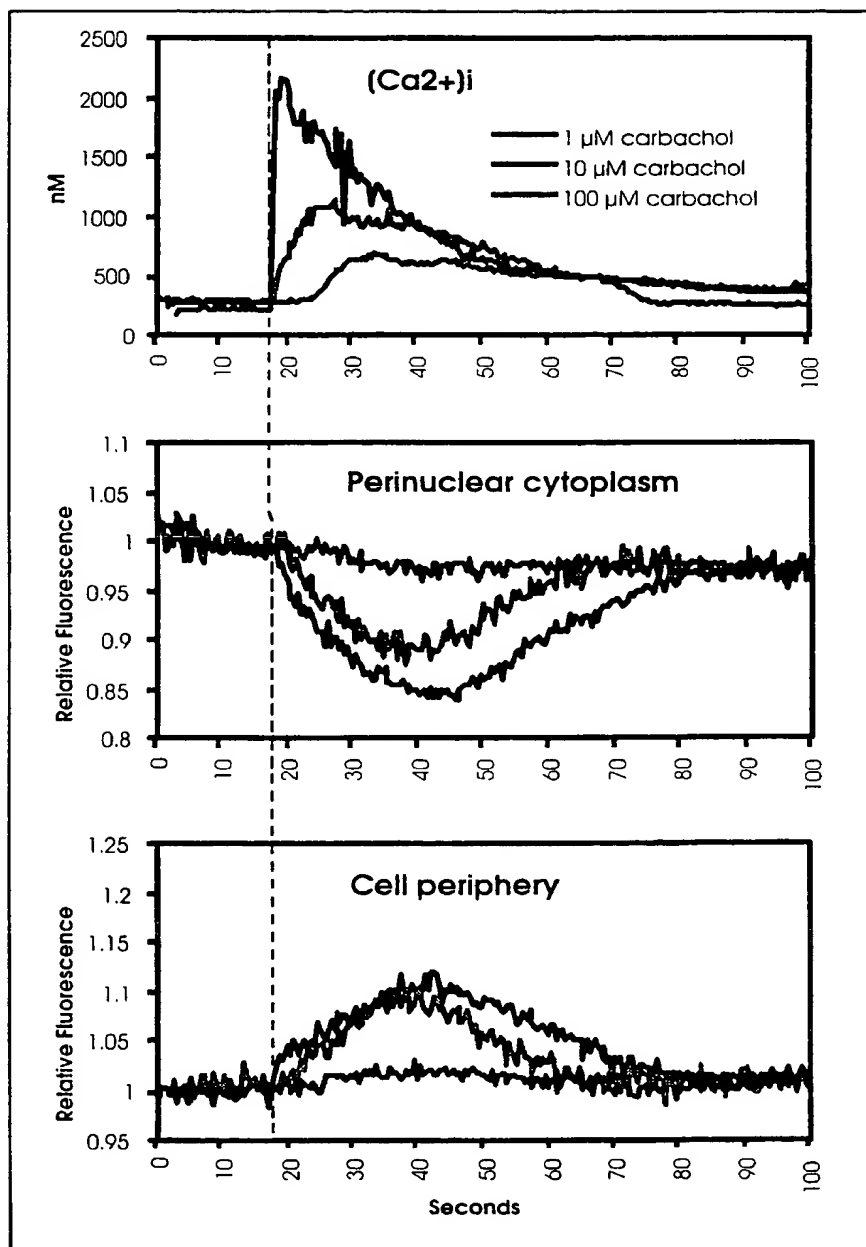 2500
(Ca2+)i
2000
1 µM carbachol
1500
10 µM carbachol
nM
100 µM carbachol
1000
500
0
0 10 20 30 40 50 60 70 80 90 100
1.1
Perinuclear cytoplasm
1.05
1
0.95
Relative Fluorescence
0.9
0.85
0.8
0 10 20 30 40 50 60 70 80 90 100
1.25
Cell periphery
1.2
1.15
Relative Fluorescence
1.1
1.05
1
0.95
0 10 20 30 40 50 60 70 80 90 100
Seconds